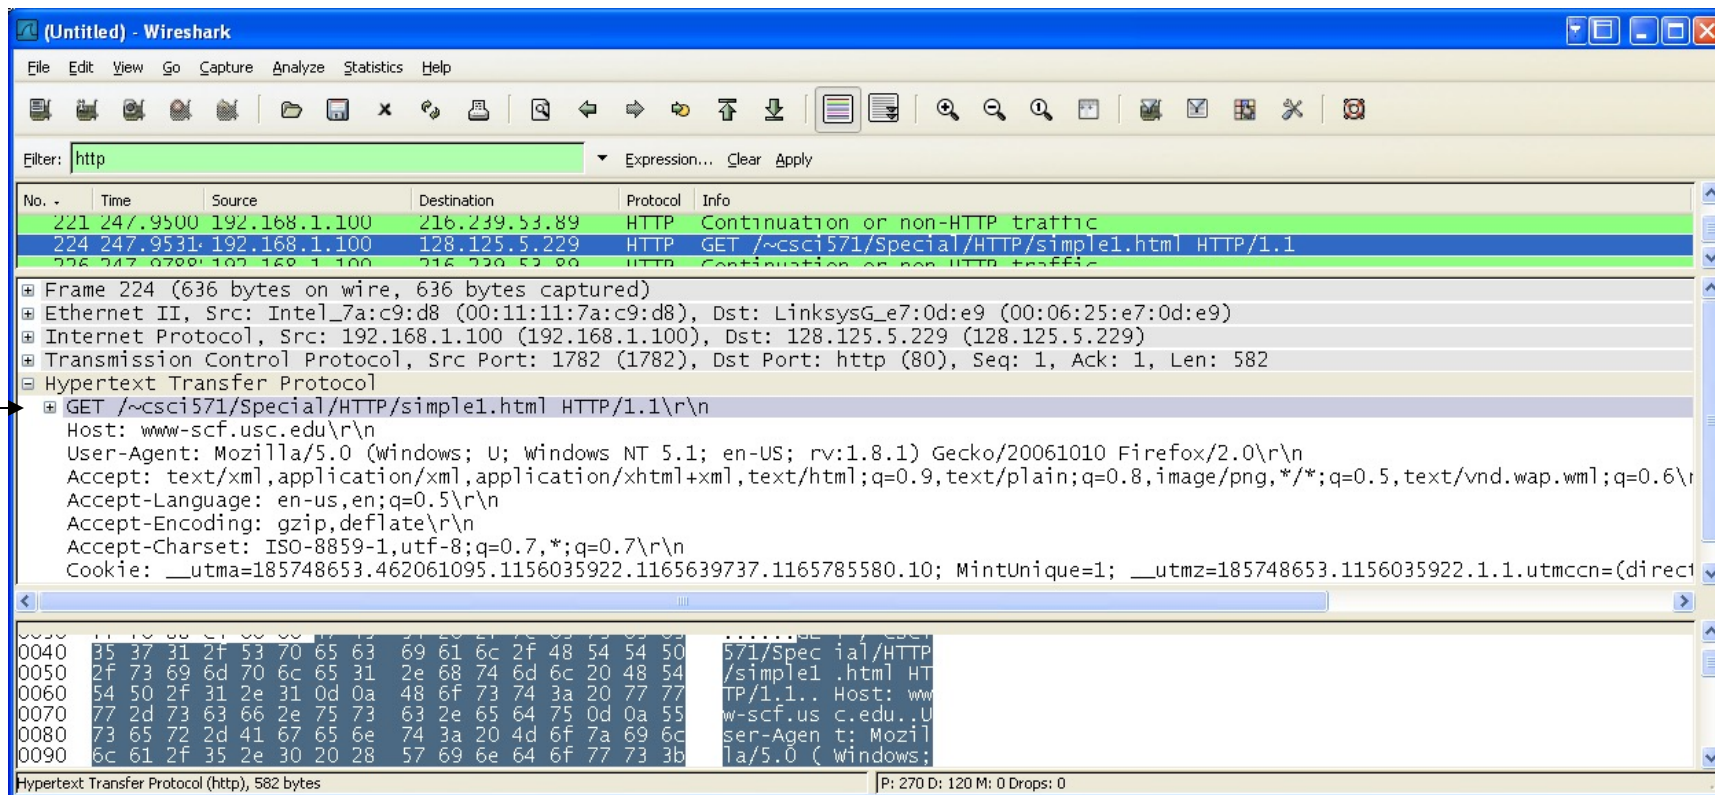 (Untitled) - Wireshark
File Edit View Go Capture Analyze Statistics Help
Filter: http Expression... Clear Apply
No. Time Source Destination Protocol Info
221 247.9500 192.168.1.100 216.239.53.89 HTTP Continuation or non-HTTP traffic
224 247.9531 192.168.1.100 128.125.5.229 HTTP GET /~csci571/Special/HTTP/simple1.html HTTP/1.1
226 247.9788 192.168.1.100 216.239.53.89 HTTP Continuation or non-HTTP traffic
Frame 224 (636 bytes on wire, 636 bytes captured)
Ethernet II, Src: Intel_7a:c9:d8 (00:11:11:7a:c9:d8), Dst: LinksysG_e7:0d:e9 (00:06:25:e7:0d:e9)
Internet Protocol, Src: 192.168.1.100 (192.168.1.100), Dst: 128.125.5.229 (128.125.5.229)
Transmission Control Protocol, Src Port: 1782 (1782), Dst Port: http (80), Seq: 1, Ack: 1, Len: 582
Hypertext Transfer Protocol
GET /~csci571/Special/HTTP/simple1.html HTTP/1.1\r\n
Host: www-scf.usc.edu\r\n
User-Agent: Mozilla/5.0 (Windows; U; Windows NT 5.1; en-US; rv:1.8.1) Gecko/20061010 Firefox/2.0\r\n
Accept: text/xml,application/xml,application/xhtml+xml,text/html;q=0.9,text/plain;q=0.8,image/png,*/*;q=0.5,text/vnd.wap.wml;q=0.6\r
Accept-Language: en-us,en;q=0.5\r\n
Accept-Encoding: gzip,deflate\r\n
Accept-Charset: ISO-8859-1,utf-8;q=0.7,*;q=0.7\r\n
Cookie: __utma=185748653.462061095.1156035922.1165639737.1165785580.10; MintUnique=1; __utmz=185748653.1156035922.1.1.utmccn=(direct
0040 35 37 31 2f 53 70 65 63 69 61 6c 2f 48 54 54 50 571/Spec ial/HTTP
0050 2f 73 69 6d 70 6c 65 31 2e 68 74 6d 6c 20 48 54 /simple1 .html HT
0060 54 50 2f 31 2e 31 0d 0a 48 6f 73 74 3a 20 77 77 TP/1.1.. Host: ww
0070 77 2d 73 63 66 2e 75 73 63 2e 65 64 75 0d 0a 55 w-scf.us c.edu..U
0080 73 65 72 2d 41 67 65 6e 74 3a 20 4d 6f 7a 69 6c ser-Agen t: Mozil
0090 6c 61 2f 35 2e 30 20 28 57 69 6e 64 6f 77 73 3b la/5.0 ( Windows;
Hypertext Transfer Protocol (http), 582 bytes P: 270 D: 120 M: 0 Drops: 0